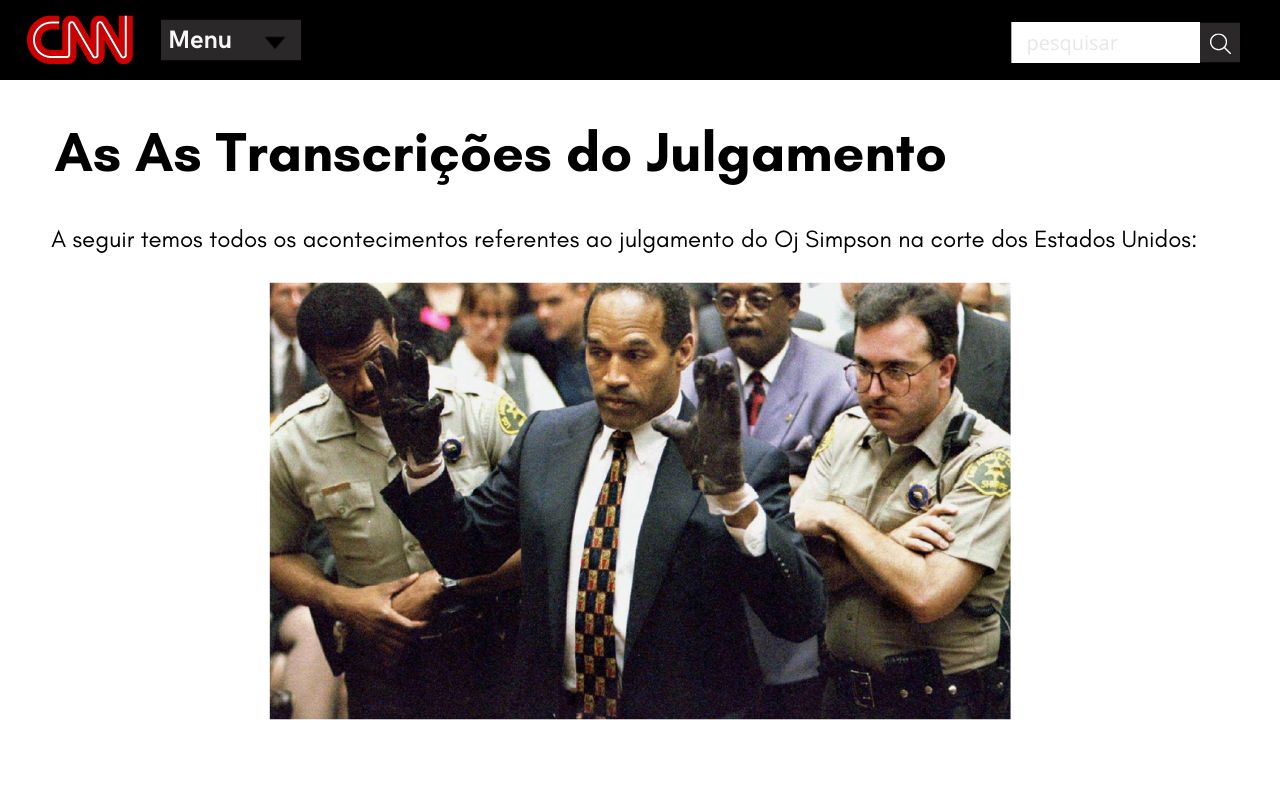 CNN
Menu
pesquisar
As As Transcrições do Julgamento
A seguir temos todos os acontecimentos referentes ao julgamento do Oj Simpson na corte dos Estados Unidos:
SHERIFF